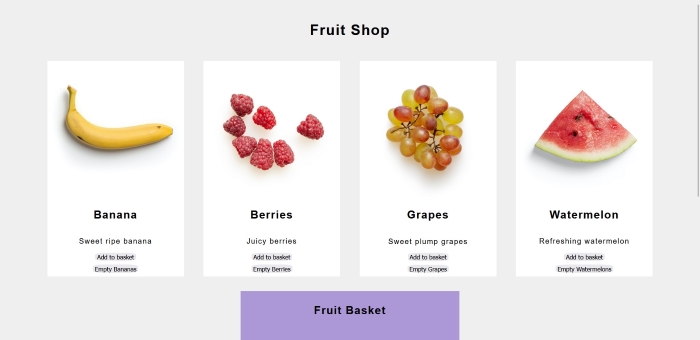 Fruit Shop
Banana
Sweet ripe banana
Add to basket
Empty Bananas
Berries
Juicy berries
Add to basket
Empty Berries
Grapes
Sweet plump grapes
Add to basket
Empty Grapes
Watermelon
Refreshing watermelon
Add to basket
Empty Watermelons
Fruit Basket